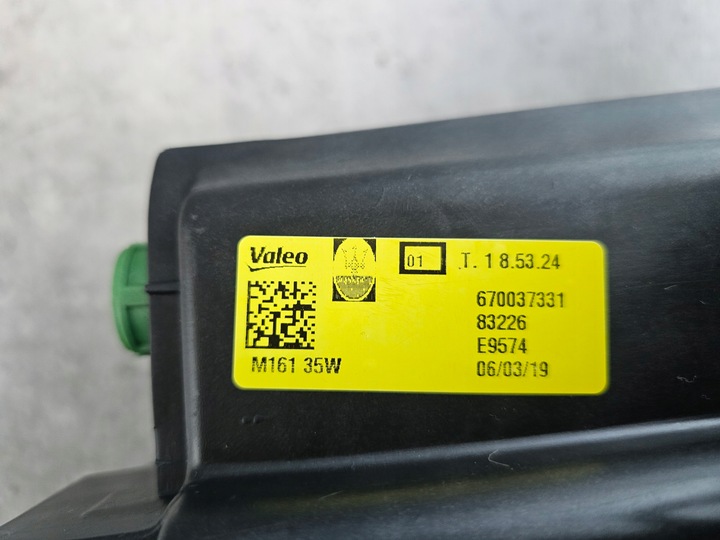 Valeo 01 T. 1 8.53.24
670037331
83226
E9574
M161 35W 06/03/19